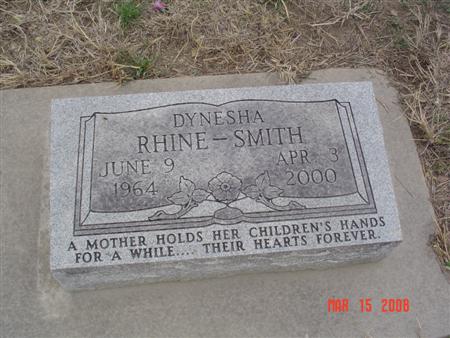 DYNESHA
RHINE-SMITH
JUNE 9 APR 3
1964 2000
A MOTHER HOLDS HER CHILDREN'S HANDS
FOR A WHILE.... THEIR HEARTS FOREVER.
MAR 15 2008